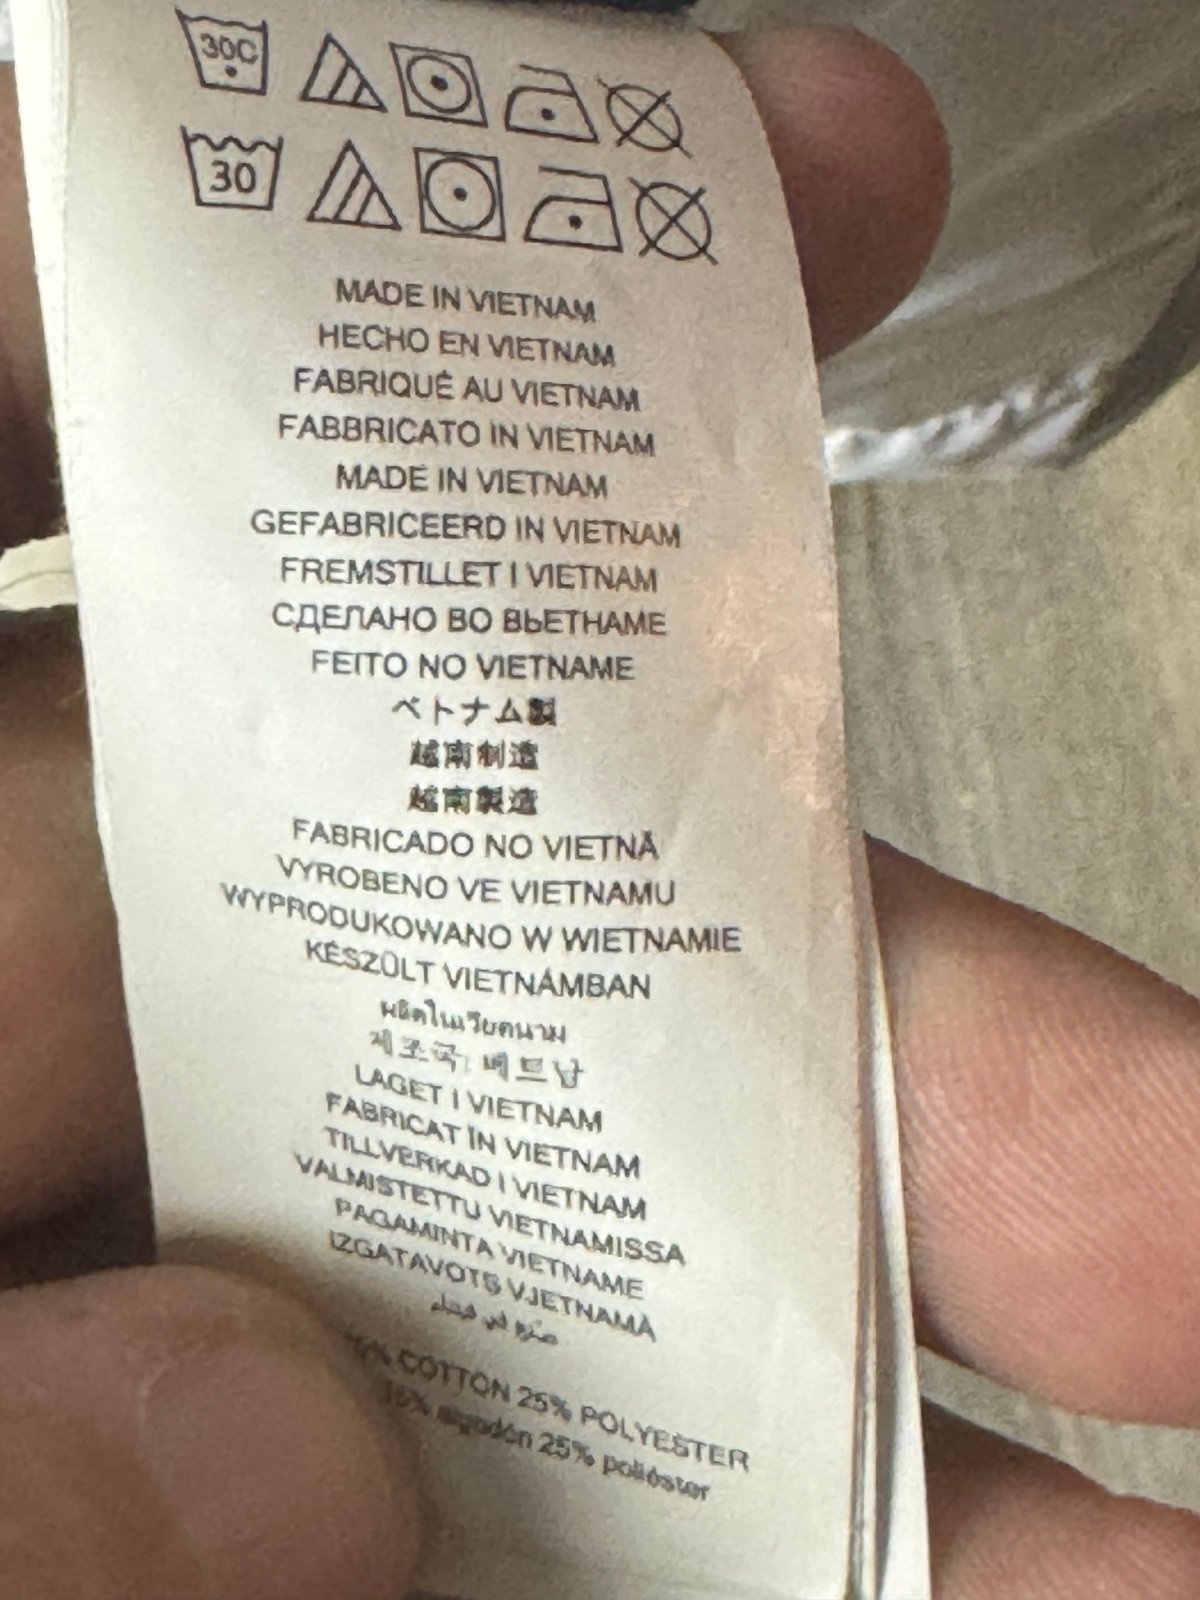 30C
30
MADE IN VIETNAM
HECHO EN VIETNAM
FABRIQUÉ AU VIETNAM
FABBRICATO IN VIETNAM
MADE IN VIETNAM
GEFABRICEERD IN VIETNAM
FREMSTILLET I VIETNAM
СДЕЛАНО ВО ВЬЕТНАМЕ
FEITO NO VIETNAME
ベトナム製
越南制造
越南製造
FABRICADO NO VIETNÃ
VYROBENO VE VIETNAMU
WYPRODUKOWANO W WIETNAMIE
KÉSZÜLT VIETNÁMBAN
ผลิตในเวียดนาม
제조국: 베트남
LAGET I VIETNAM
FABRICAT ÎN VIETNAM
TILLVERKAD I VIETNAM
VALMISTETTU VIETNAMISSA
PAGAMINTA VIETNAME
IZGATAVOTS VJETNAMĀ
COTTON 25% POLYESTER
algodón 25% poliéster